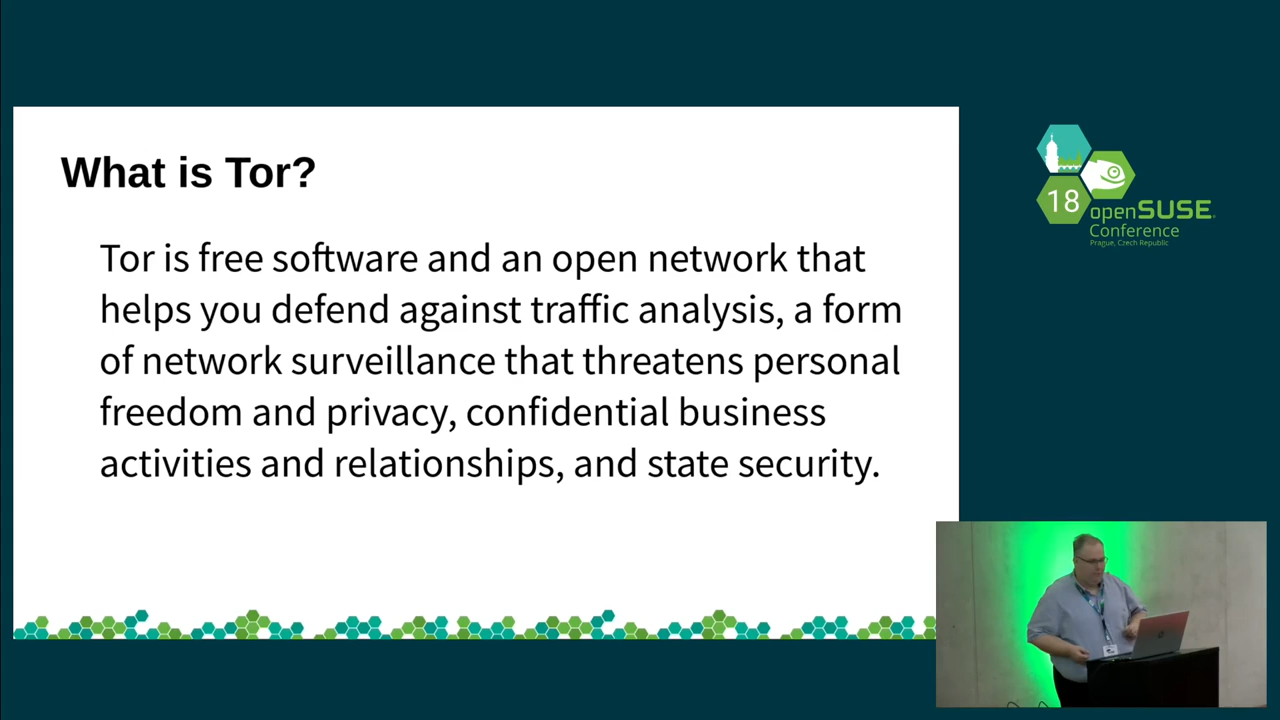 What is Tor?
Tor is free software and an open network that
helps you defend against traffic analysis, a form
of network surveillance that threatens personal
freedom and privacy, confidential business
activities and relationships, and state security.
18
openSUSE
Conference
Prague, Czech Republic